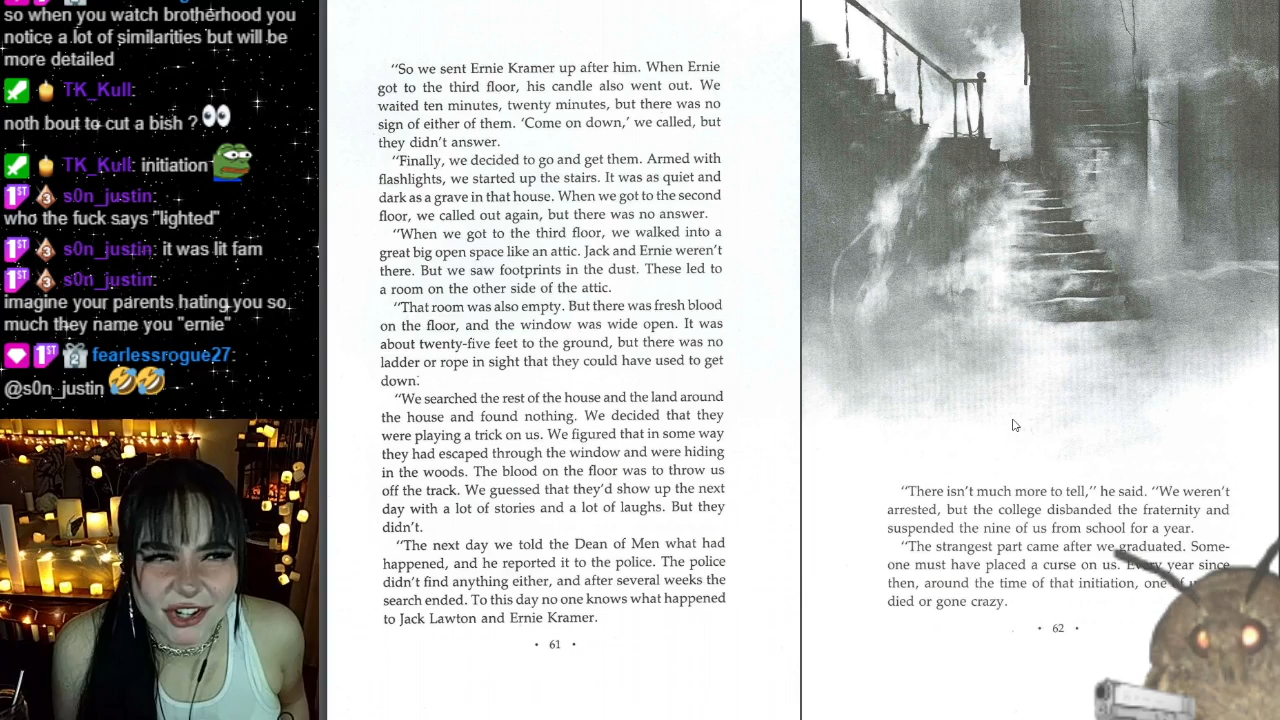 so when you watch brotherhood you
notice a lot of similarities but will be
more detailed
TK_Kull:
noth bout to cut a bish ?
TK_Kull: initiation
1ST s0n_justin:
who the fuck says "lighted"
1ST s0n_justin: it was lit fam
1ST s0n_justin:
imagine your parents hating you so
much they name you "ernie"
1ST 2 fearlessrogue27:
@s0n_justin
“So we sent Ernie Kramer up after him. When Ernie
got to the third floor, his candle also went out. We
waited ten minutes, twenty minutes, but there was no
sign of either of them. ‘Come on down,’ we called, but
they didn’t answer.
“Finally, we decided to go and get them. Armed with
flashlights, we started up the stairs. It was as quiet and
dark as a grave in that house. When we got to the second
floor, we called out again, but there was no answer.
“When we got to the third floor, we walked into a
great big open space like an attic. Jack and Ernie weren’t
there. But we saw footprints in the dust. These led to
a room on the other side of the attic.
“That room was also empty. But there was fresh blood
on the floor, and the window was wide open. It was
about twenty-five feet to the ground, but there was no
ladder or rope in sight that they could have used to get
down.
“We searched the rest of the house and the land around
the house and found nothing. We decided that they
were playing a trick on us. We figured that in some way
they had escaped through the window and were hiding
in the woods. The blood on the floor was to throw us
off the track. We guessed that they’d show up the next
day with a lot of stories and a lot of laughs. But they
didn’t.
“The next day we told the Dean of Men what had
happened, and he reported it to the police. The police
didn’t find anything either, and after several weeks the
search ended. To this day no one knows what happened
to Jack Lawton and Ernie Kramer.
• 61 •
“There isn’t much more to tell,” he said. “We weren’t
arrested, but the college disbanded the fraternity and
suspended the nine of us from school for a year.
“The strangest part came after we graduated. Some-
one must have placed a curse on us. Every year since
then, around the time of that initiation, one of
died or gone crazy.
• 62 •